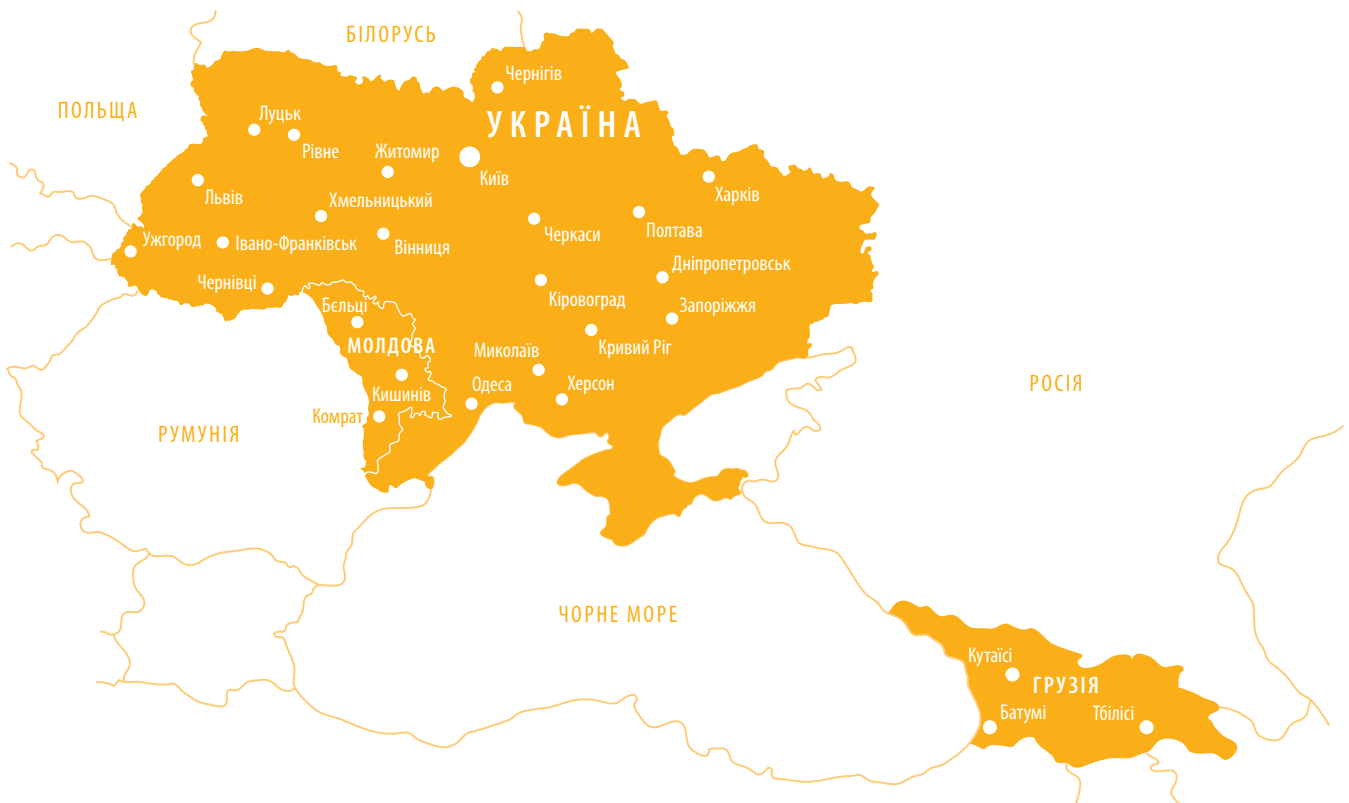 БІЛОРУСЬ
Чернігів
ПОЛЬЩА
УКРАЇНА
Луцьк
Рівне
Житомир
Київ
Харків
Львів
Хмельницький
Черкаси
Полтава
Ужгород
Івано-Франківськ
Вінниця
Дніпропетровськ
Чернівці
Кіровоград
Запоріжжя
Бєльці
МОЛДОВА
Миколаїв
Кривий Ріг
Кишинів
Одеса
Херсон
РОСІЯ
Комрат
РУМУНІЯ
ЧОРНЕ МОРЕ
Кутаїсі
ГРУЗІЯ
Батумі
Тбілісі